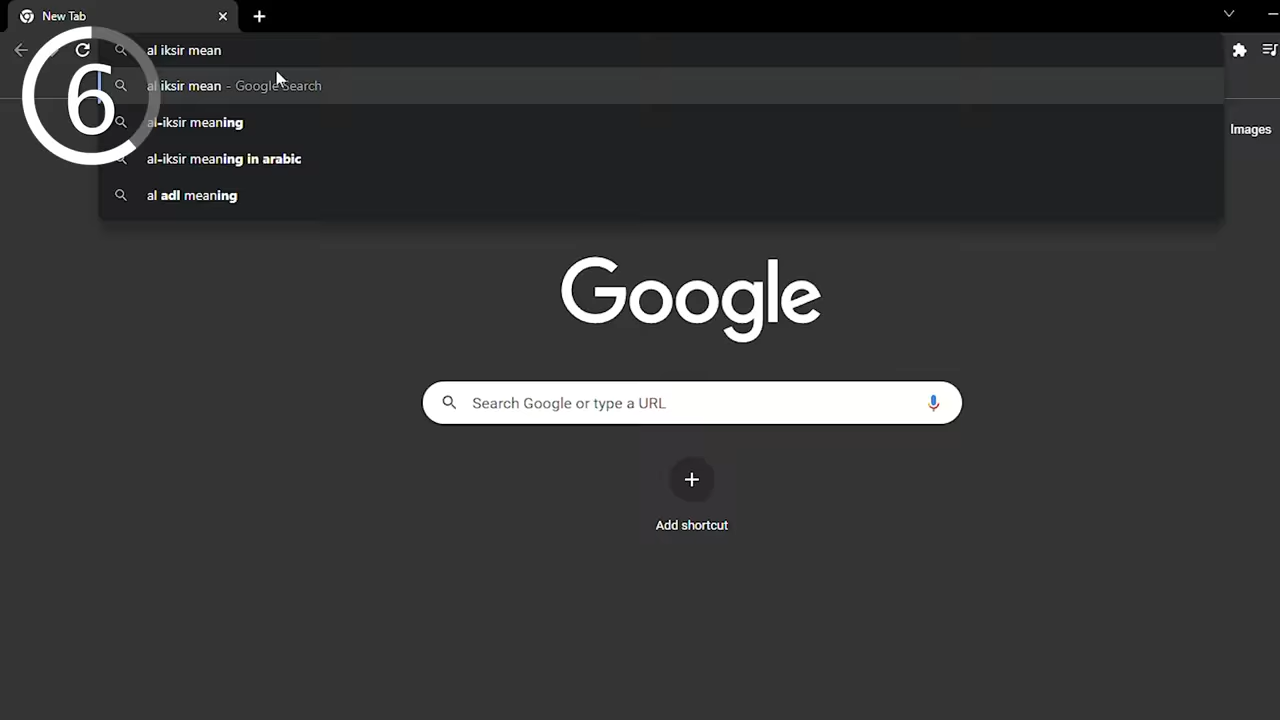 New Tab
6
al iksir mean
al iksir mean - Google Search
al-iksir meaning
al-iksir meaning in arabic
al adl meaning
Images
Google
Search Google or type a URL
Add shortcut